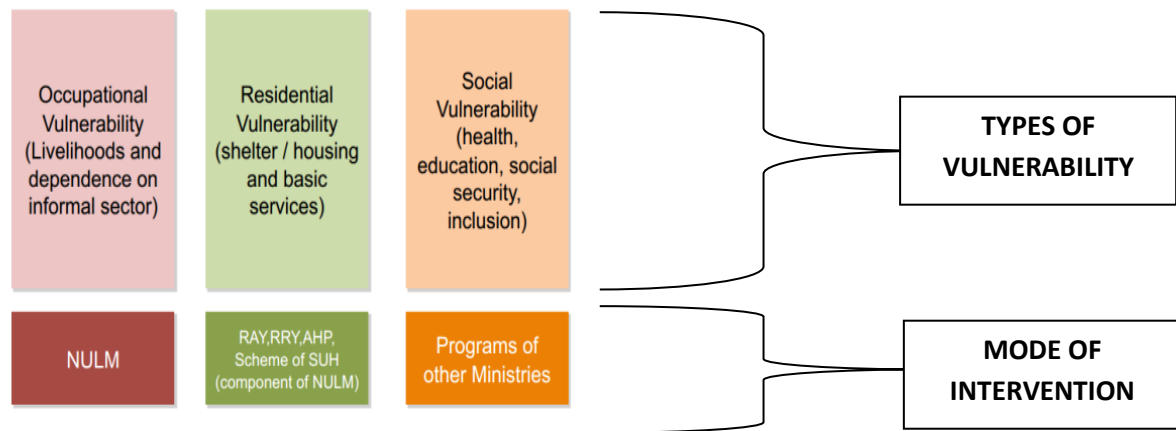 Occupational
Vulnerability
(Livelihoods and
dependence on
informal sector)
Residential
Vulnerability
(shelter / housing
and basic
services)
Social
Vulnerability
(health,
education, social
security,
inclusion)
TYPES OF
VULNERABILITY
NULM
RAY,RRY,AHP,
Scheme of SUH
(component of NULM)
Programs of
other Ministries
MODE OF
INTERVENTION